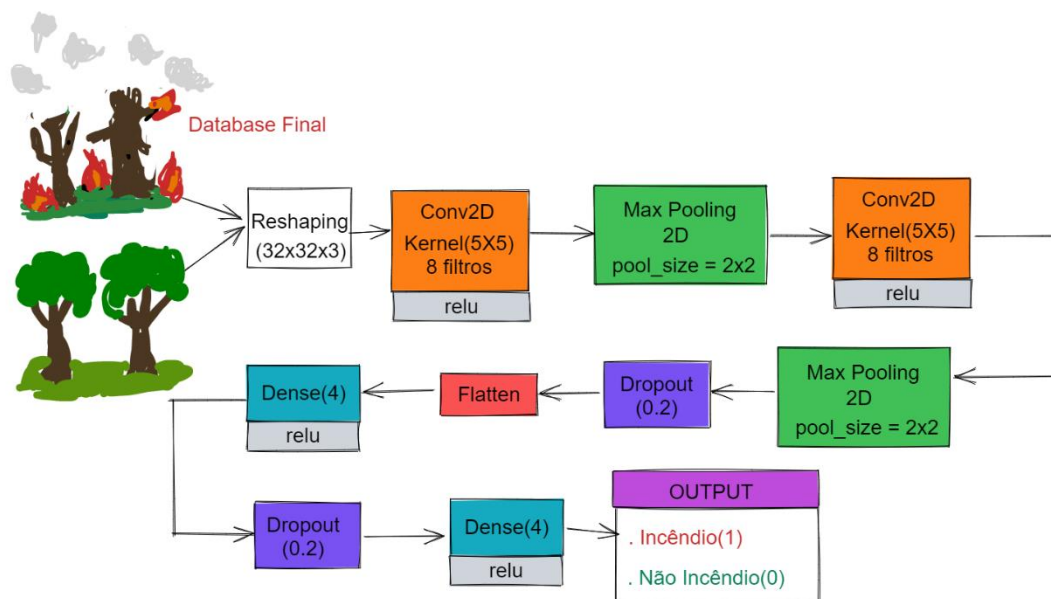 Database Final
Reshaping
(32x32x3)
Conv2D
Kernel(5X5)
8 filtros
relu
Max Pooling
2D
pool_size = 2x2
Conv2D
Kernel(5X5)
8 filtros
relu
Max Pooling
2D
pool_size = 2x2
Dropout
(0.2)
Flatten
Dense(4)
relu
Dropout
(0.2)
Dense(4)
relu
OUTPUT
. Incêndio(1)
. Não Incêndio(0)